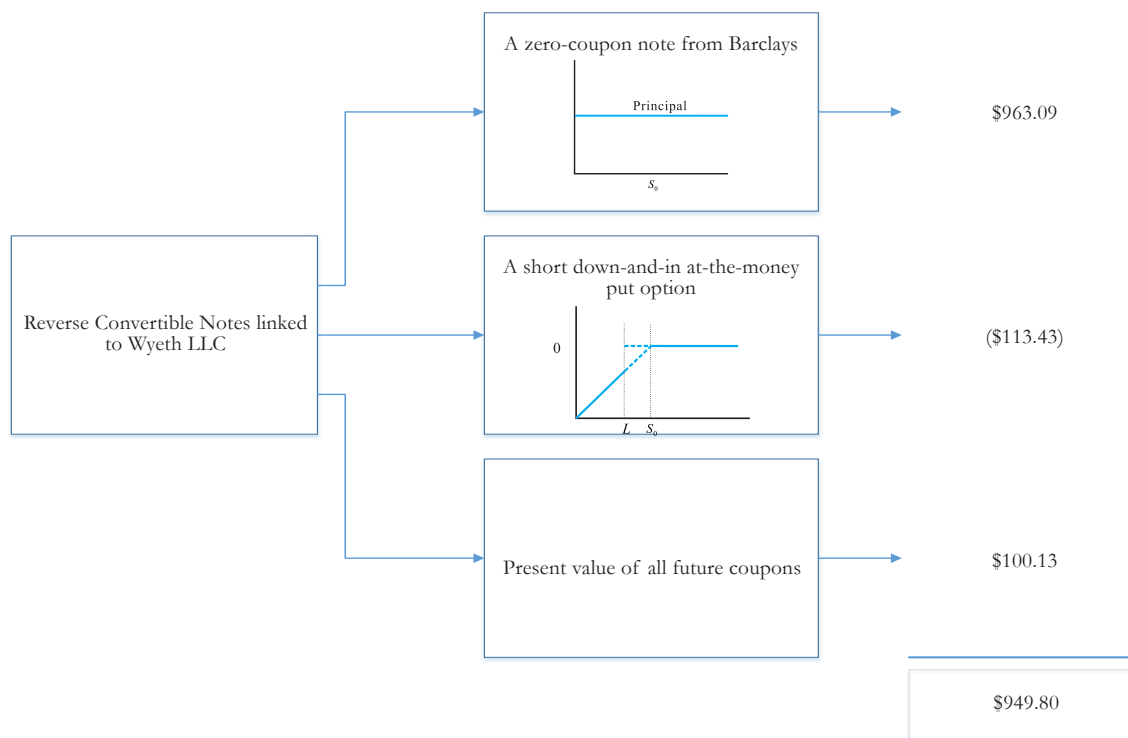 A zero-coupon note from Barclays
Principal
S₀
$963.09
Reverse Convertible Notes linked
to Wyeth LLC
A short down-and-in at-the-money
put option
0
L S₀
($113.43)
Present value of all future coupons
$100.13
$949.80